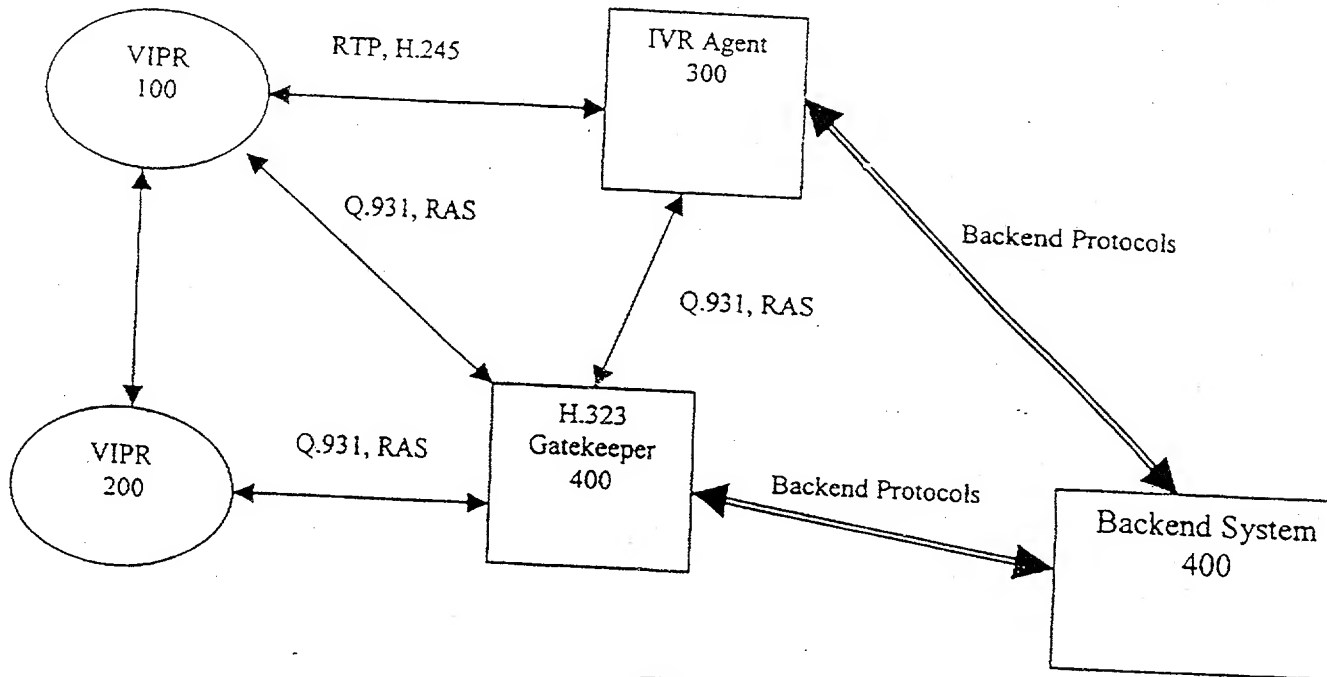 VIPR
100
RTP, H.245
IVR Agent
300
Q.931, RAS
Backend Protocols
Q.931, RAS
VIPR
200
Q.931, RAS
H.323
Gatekeeper
400
Backend Protocols
Backend System
400